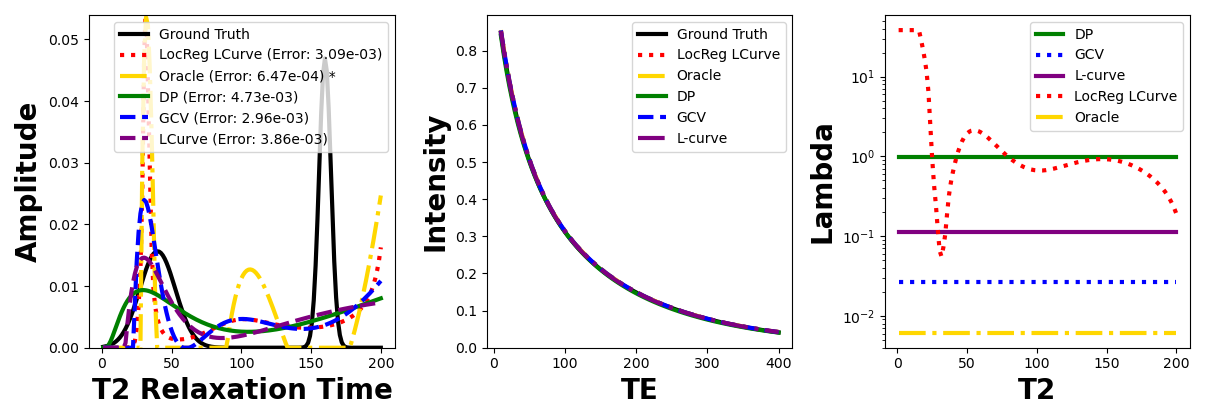 Amplitude
0.05
0.04
0.03
0.02
0.01
0.00
Ground Truth
LocReg LCurve (Error: 3.09e-03)
Oracle (Error: 6.47e-04) *
DP (Error: 4.73e-03)
GCV (Error: 2.96e-03)
LCurve (Error: 3.86e-03)
0 50 100 150 200
T2 Relaxation Time
Intensity
0.8
0.7
0.6
0.5
0.4
0.3
0.2
0.1
0.0
Ground Truth
LocReg LCurve
Oracle
DP
GCV
L-curve
0 100 200 300 400
TE
Lambda
10¹
10⁰
10⁻¹
10⁻²
DP
GCV
L-curve
LocReg LCurve
Oracle
0 50 100 150 200
T2